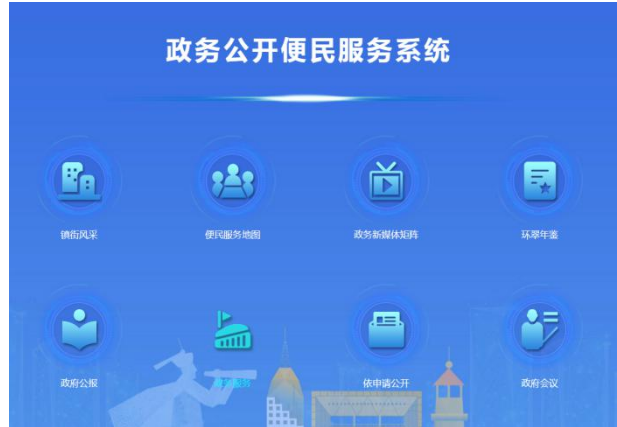 政务公开便民服务系统
镇街风采
便民服务地图
政务新媒体矩阵
环翠年鉴
政府公报
服务
依申请公开
政府会议